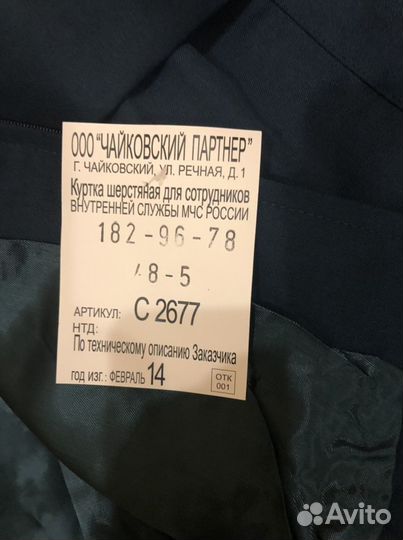 ООО "ЧАЙКОВСКИЙ ПАРТНЕР"
Г. ЧАЙКОВСКИЙ, УЛ. РЕЧНАЯ, Д. 1
Куртка шерстяная для сотрудников
ВНУТРЕННЕЙ СЛУЖБЫ МЧС РОССИИ
182-96-78
48-5
АРТИКУЛ: С 2677
НТД:
По техническому описанию Заказчика
ГОД ИЗГ.: ФЕВРАЛЬ 14
ОТК
001
Avito